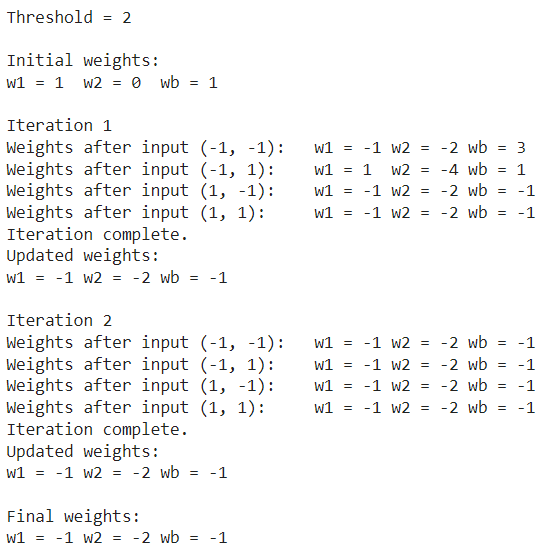 Threshold = 2
Initial weights:
w1 = 1  w2 = 0  wb = 1
Iteration 1
Weights after input (-1, -1):   w1 = -1 w2 = -2 wb = 3
Weights after input (-1, 1):    w1 = 1  w2 = -4 wb = 1
Weights after input (1, -1):    w1 = -1 w2 = -2 wb = -1
Weights after input (1, 1):     w1 = -1 w2 = -2 wb = -1
Iteration complete.
Updated weights:
w1 = -1 w2 = -2 wb = -1
Iteration 2
Weights after input (-1, -1):   w1 = -1 w2 = -2 wb = -1
Weights after input (-1, 1):    w1 = -1 w2 = -2 wb = -1
Weights after input (1, -1):    w1 = -1 w2 = -2 wb = -1
Weights after input (1, 1):     w1 = -1 w2 = -2 wb = -1
Iteration complete.
Updated weights:
w1 = -1 w2 = -2 wb = -1
Final weights:
w1 = -1 w2 = -2 wb = -1